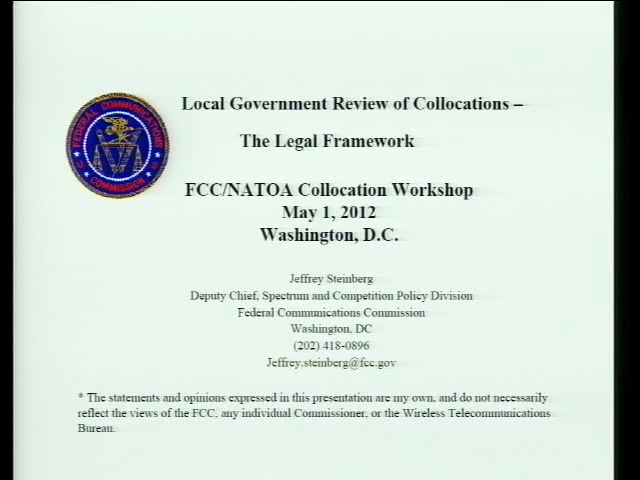 Local Government Review of Collocations –
The Legal Framework
FCC/NATOA Collocation Workshop
May 1, 2012
Washington, D.C.
FEDERAL COMMUNICATIONS
U S
COMMISSION
Jeffrey Steinberg
Deputy Chief, Spectrum and Competition Policy Division
Federal Communications Commission
Washington, DC
(202) 418-0896
Jeffrey.steinberg@fcc.gov
* The statements and opinions expressed in this presentation are my own, and do not necessarily
reflect the views of the FCC, any individual Commissioner, or the Wireless Telecommunications
Bureau.